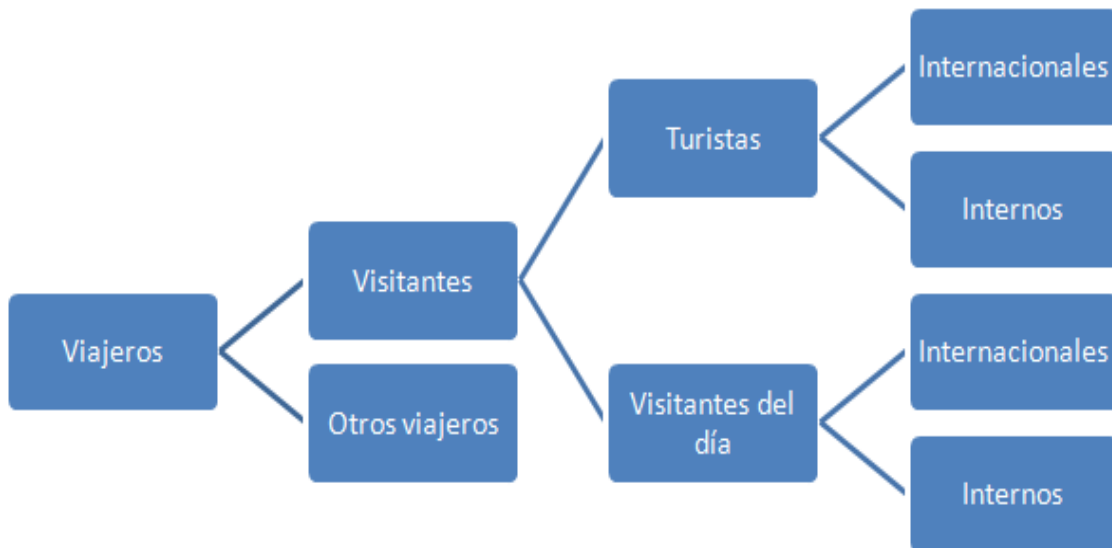 Viajeros
Visitantes
Otros viajeros
Turistas
Visitantes del
día
Internacionales
Internos
Internacionales
Internos